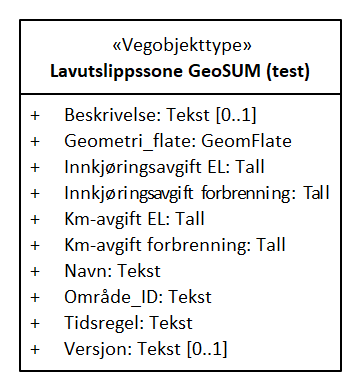 «Vegobjekttype»
Lavutslippssone GeoSUM (test)
+ Beskrivelse: Tekst [0..1]
+ Geometri_flate: GeomFlate
+ Innkjøringsavgift EL: Tall
+ Innkjøringsavgift forbrenning: Tall
+ Km-avgift EL: Tall
+ Km-avgift forbrenning: Tall
+ Navn: Tekst
+ Område_ID: Tekst
+ Tidsregel: Tekst
+ Versjon: Tekst [0..1]